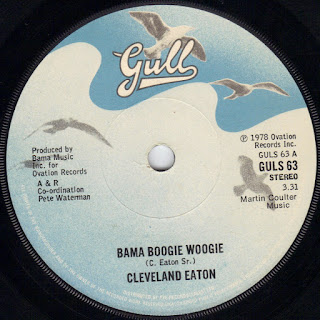 Gull
Produced by
Bama Music
Inc. for
Ovation Records
A & R
Co-ordination
Pete Waterman
℗ 1978 Ovation
Records Inc.
GULS 63 A
GULS 63
STEREO
3.31
Martin Coulter
Music
BAMA BOOGIE WOOGIE
(C. Eaton Sr.)
CLEVELAND EATON